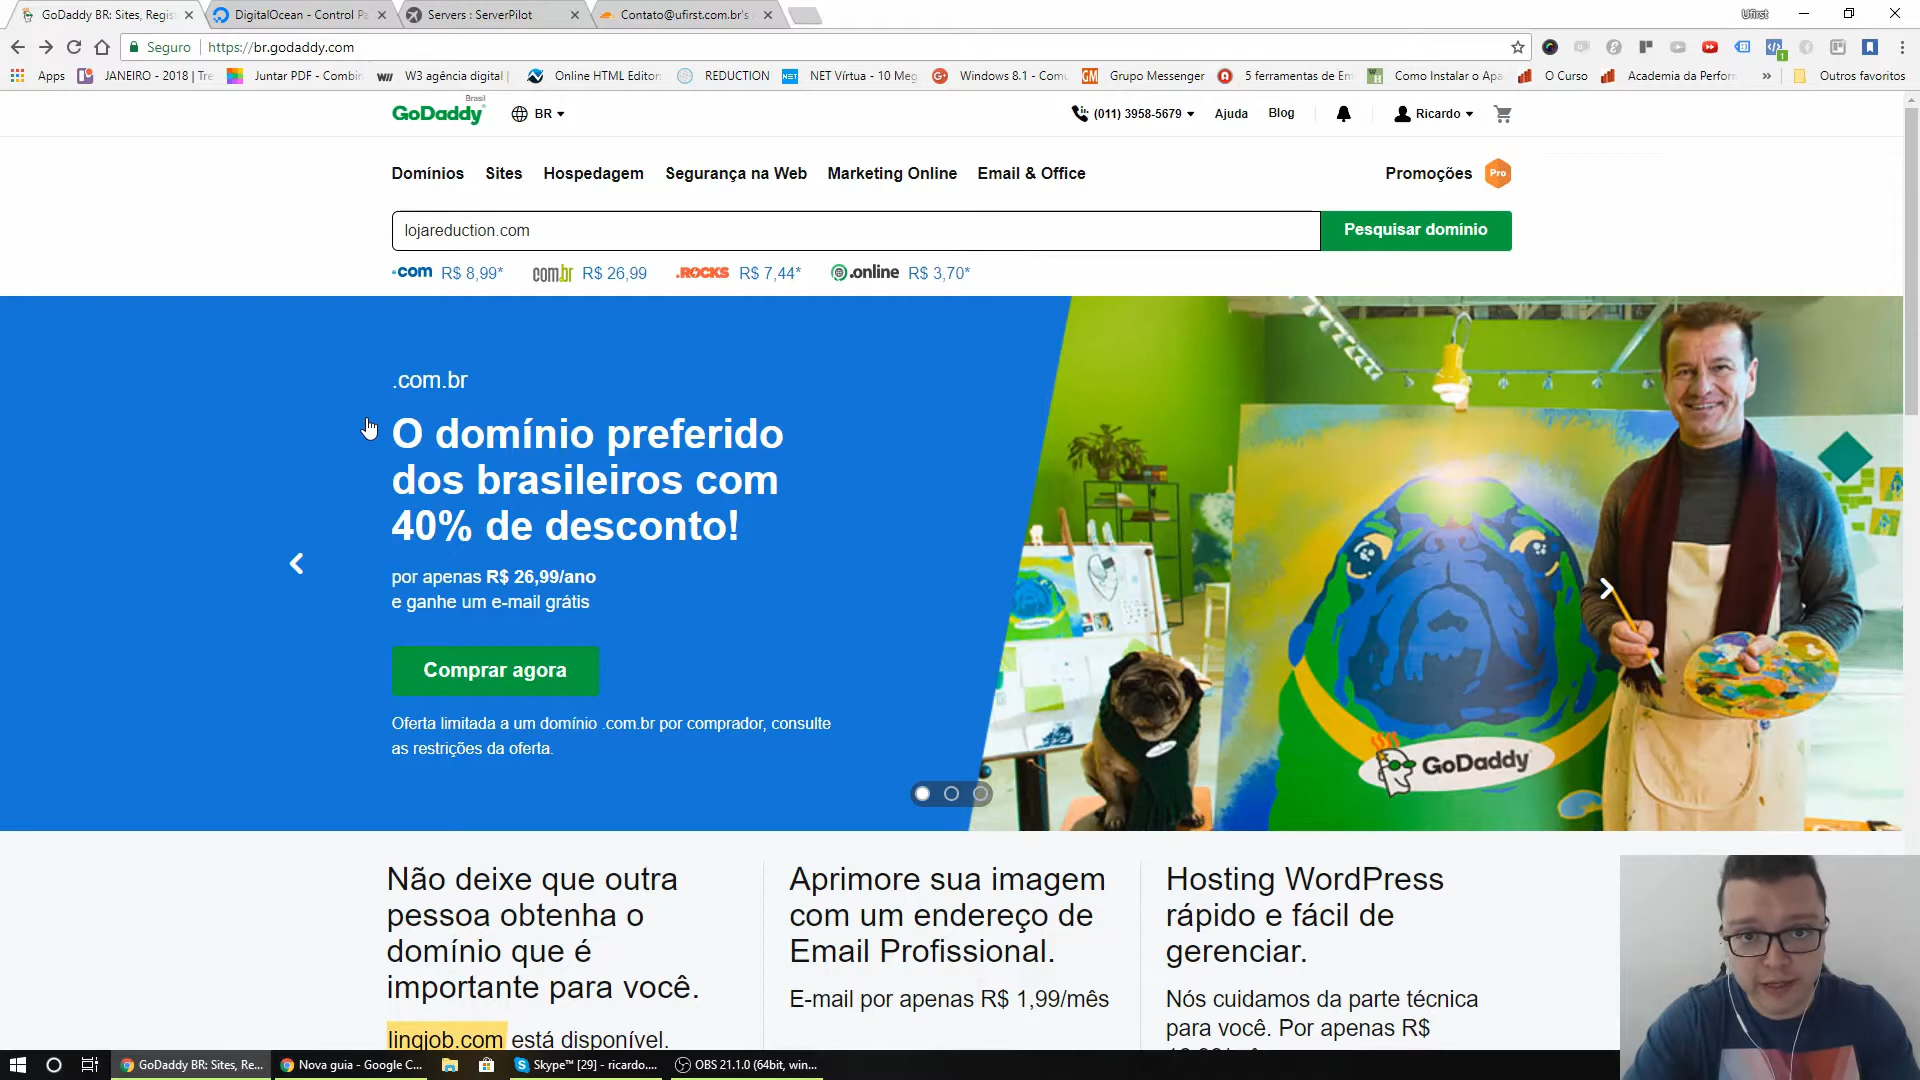 GoDaddy BR: Sites, Regis
DigitalOcean - Control Pa
Servers : ServerPilot
Contato@ufirst.com.br's
Ufirst
Seguro
https://br.godaddy.com
Apps
JANEIRO - 2018 | Tre
Juntar PDF - Combin
W3 agência digital |
Online HTML Editor
REDUCTION
NET Vírtua - 10 Meg
Windows 8.1 - Comu
Grupo Messenger
5 ferramentas de Em
Como Instalar o Apa
O Curso
Academia da Perfor
»
Outros favoritos
Brasil
GoDaddy
BR
(011) 3958-5679
Ajuda
Blog
Ricardo
Domínios
Sites
Hospedagem
Segurança na Web
Marketing Online
Email & Office
Promoções
Pro
lojareduction.com
Pesquisar domínio
.com R$ 8,99*
com.br R$ 26,99
.ROCKS R$ 7,44*
.online R$ 3,70*
.com.br
O domínio preferido
dos brasileiros com
40% de desconto!
por apenas R$ 26,99/ano
e ganhe um e-mail grátis
Comprar agora
Oferta limitada a um domínio .com.br por comprador, consulte
as restrições da oferta.
GoDaddy
Não deixe que outra
pessoa obtenha o
domínio que é
importante para você.
linqjob.com está disponível.
Aprimore sua imagem
com um endereço de
Email Profissional.
E-mail por apenas R$ 1,99/mês
Hosting WordPress
rápido e fácil de
gerenciar.
Nós cuidamos da parte técnica
para você. Por apenas R$
GoDaddy BR: Sites, Re...
Nova guia - Google C...
Skype™ [29] - ricardo....
OBS 21.1.0 (64bit, win...